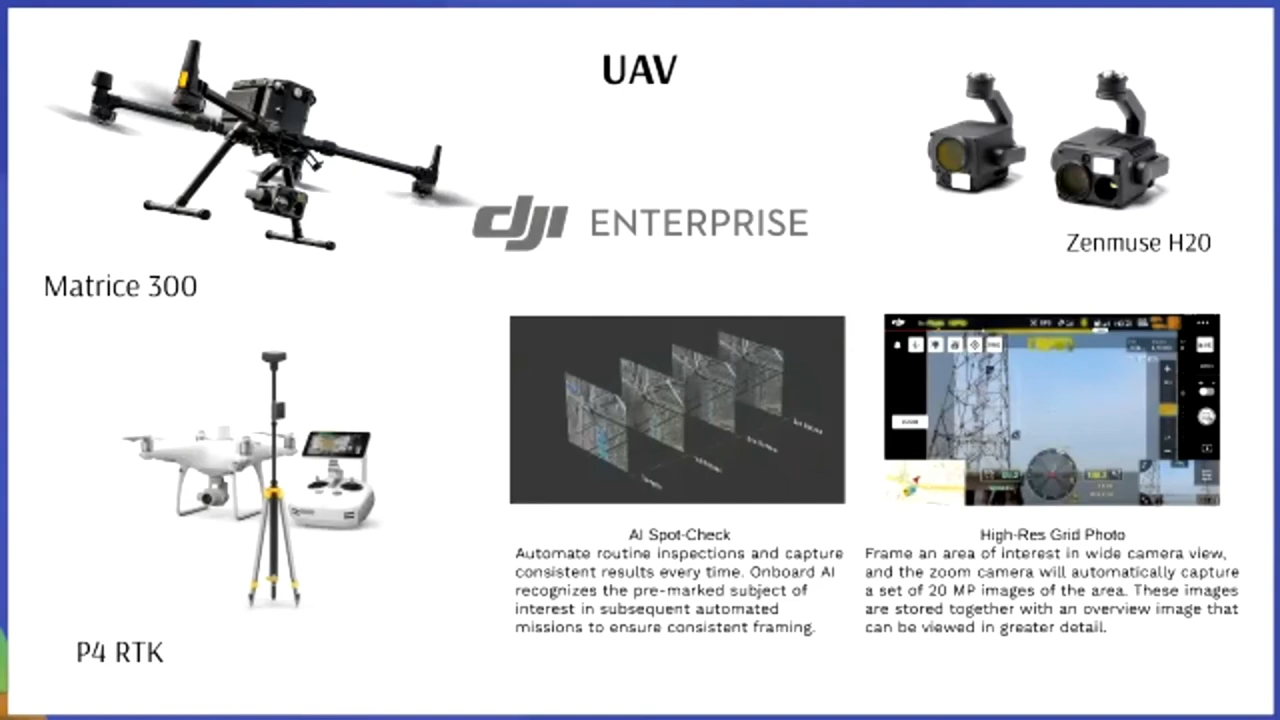 UAV
dji ENTERPRISE
Zenmuse H20
Matrice 300
AI Spot-Check
Automate routine inspections and capture
consistent results every time. Onboard AI
recognizes the pre-marked subject of
interest in subsequent automated
missions to ensure consistent framing.
High-Res Grid Photo
Frame an area of interest in wide camera view,
and the zoom camera will automatically capture
a set of 20 MP images of the area. These images
are stored together with an overview image that
can be viewed in greater detail.
P4 RTK